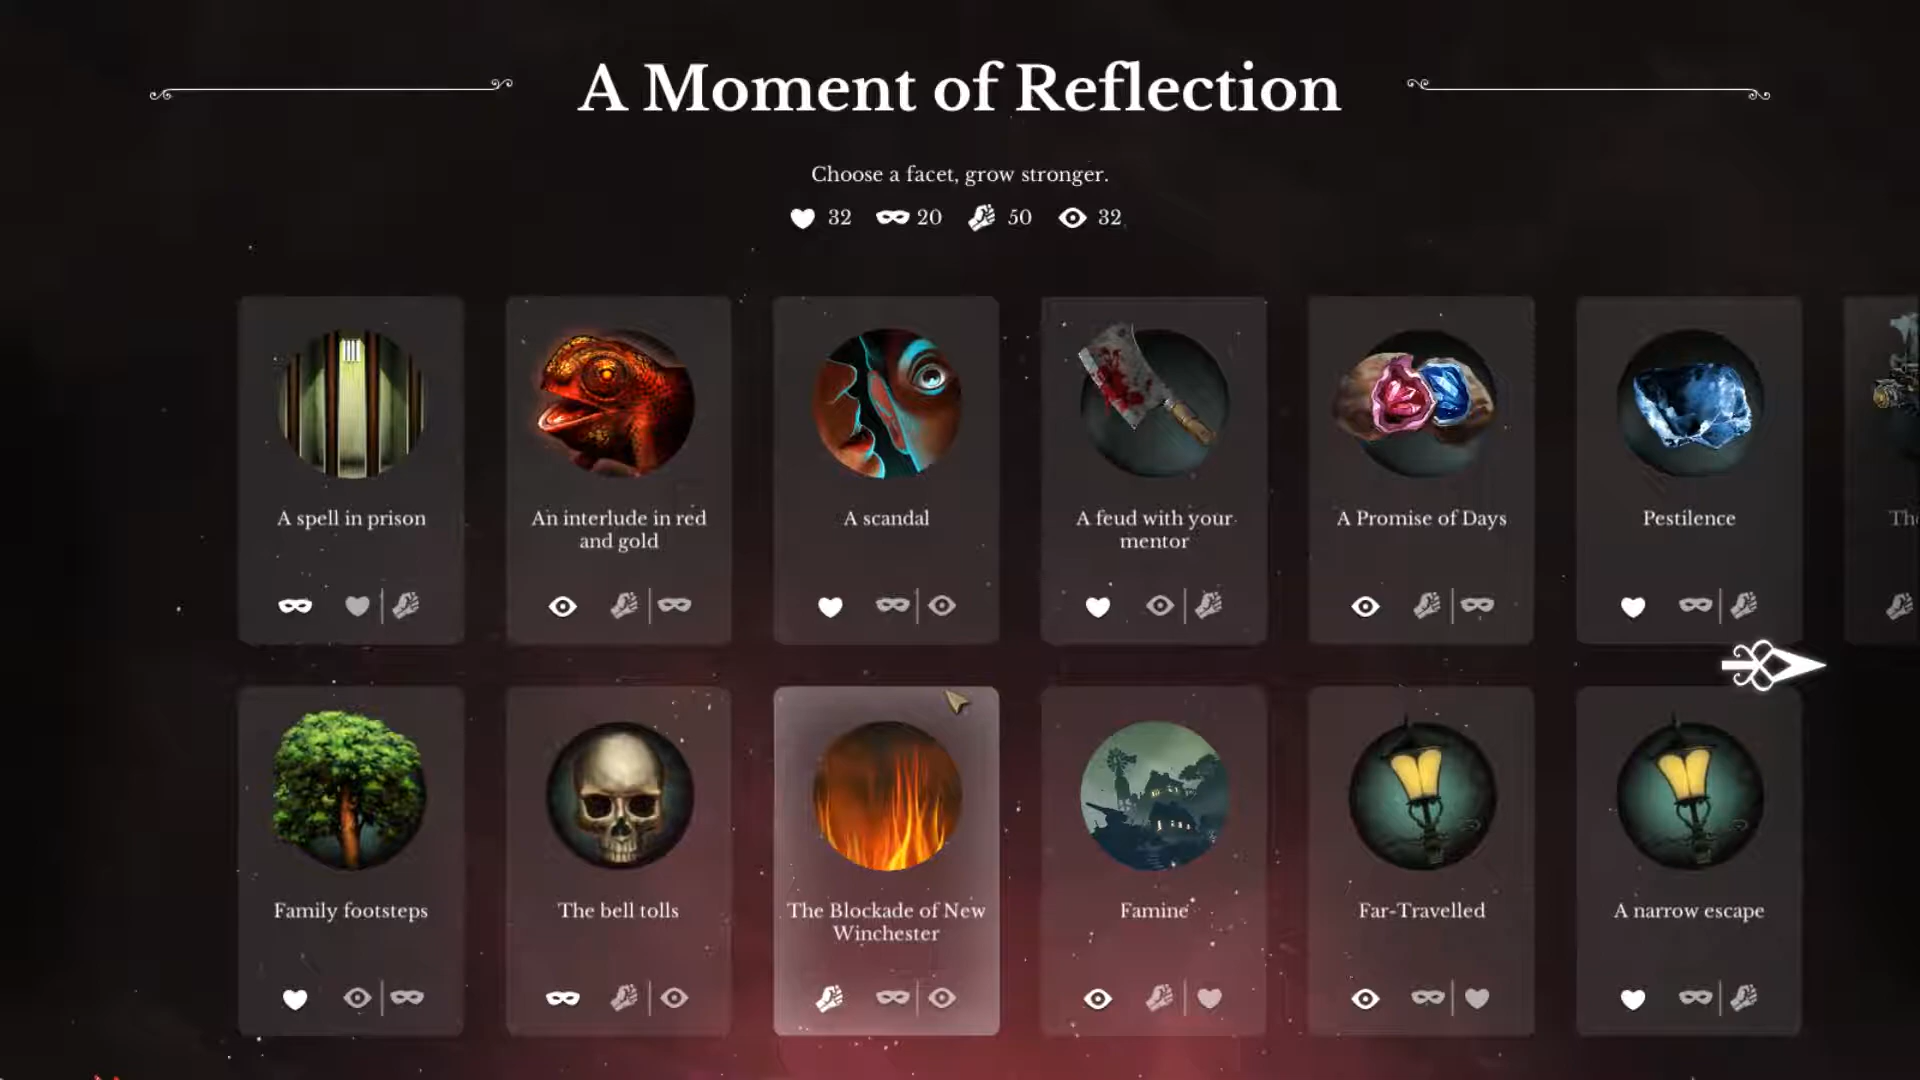 A Moment of Reflection
Choose a facet, grow stronger.
32 20 50 32
A spell in prison
An interlude in red
and gold
A scandal
A feud with your
mentor
A Promise of Days
Pestilence
Family footsteps
The bell tolls
The Blockade of New
Winchester
Famine
Far-Travelled
A narrow escape